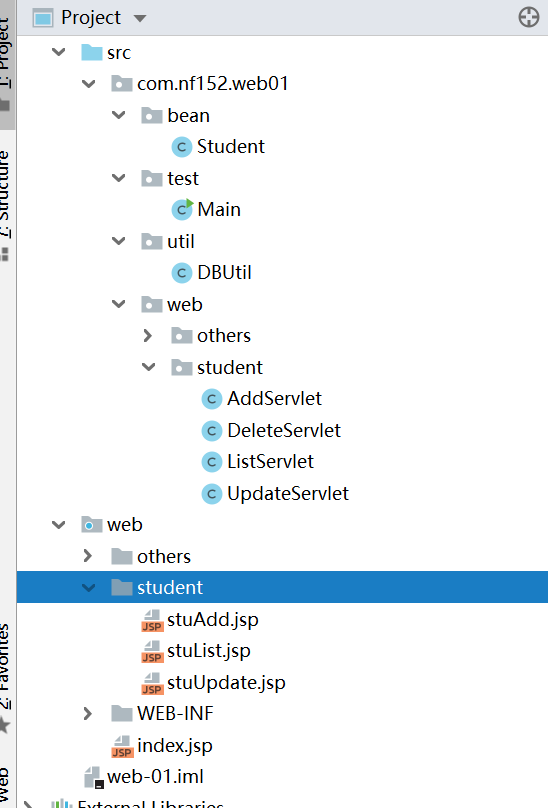 Project
src
com.nf152.web01
bean
C Student
test
C Main
util
C DBUtil
web
others
student
C AddServlet
C DeleteServlet
C ListServlet
C UpdateServlet
web
others
student
JSP stuAdd.jsp
JSP stuList.jsp
JSP stuUpdate.jsp
WEB-INF
JSP index.jsp
web-01.iml
External Libraries
1: Project
7: Structure
2: Favorites
Web